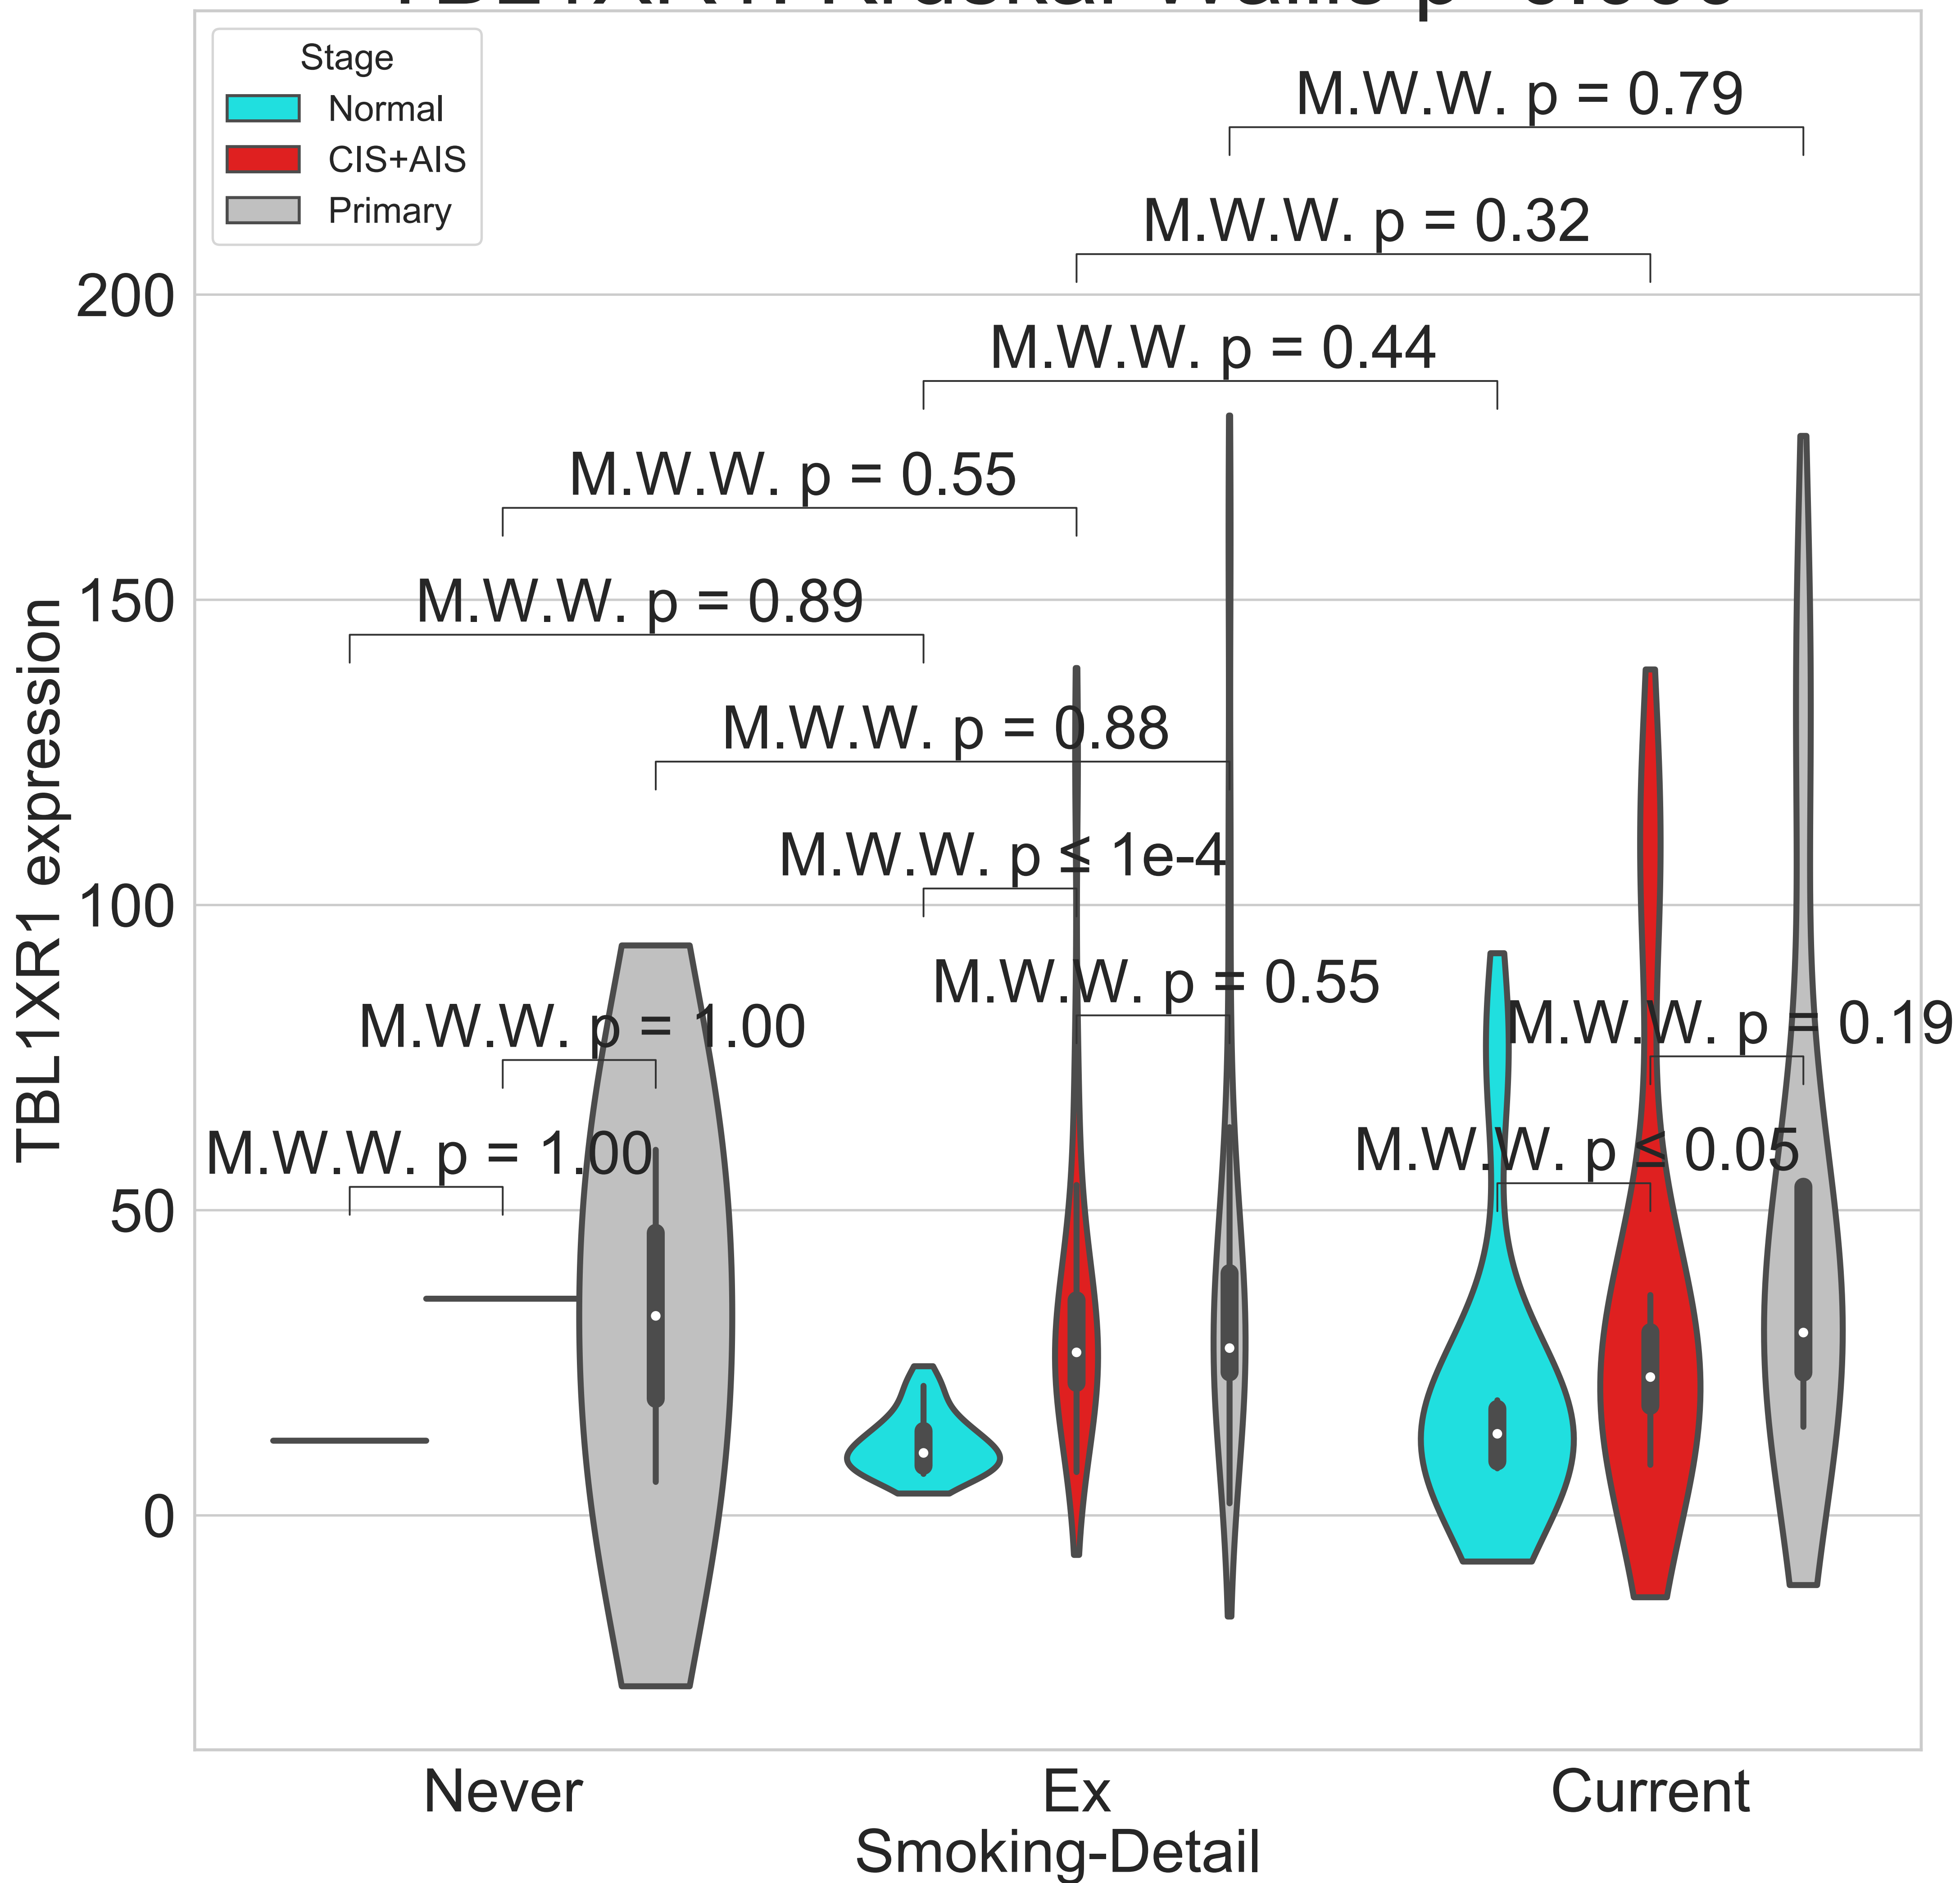 Stage
Normal
CIS+AIS
Primary
M.W.W. p = 0.79
M.W.W. p = 0.32
M.W.W. p = 0.44
M.W.W. p = 0.55
M.W.W. p = 0.89
M.W.W. p = 0.88
M.W.W. p ≤ 1e-4
M.W.W. p = 0.55
M.W.W. p = 1.00
M.W.W. p = 0.19
M.W.W. p = 1.00
M.W.W. p ≤ 0.05
200
150
100
50
0
TBL1XR1 expression
Never
Ex
Current
Smoking-Detail